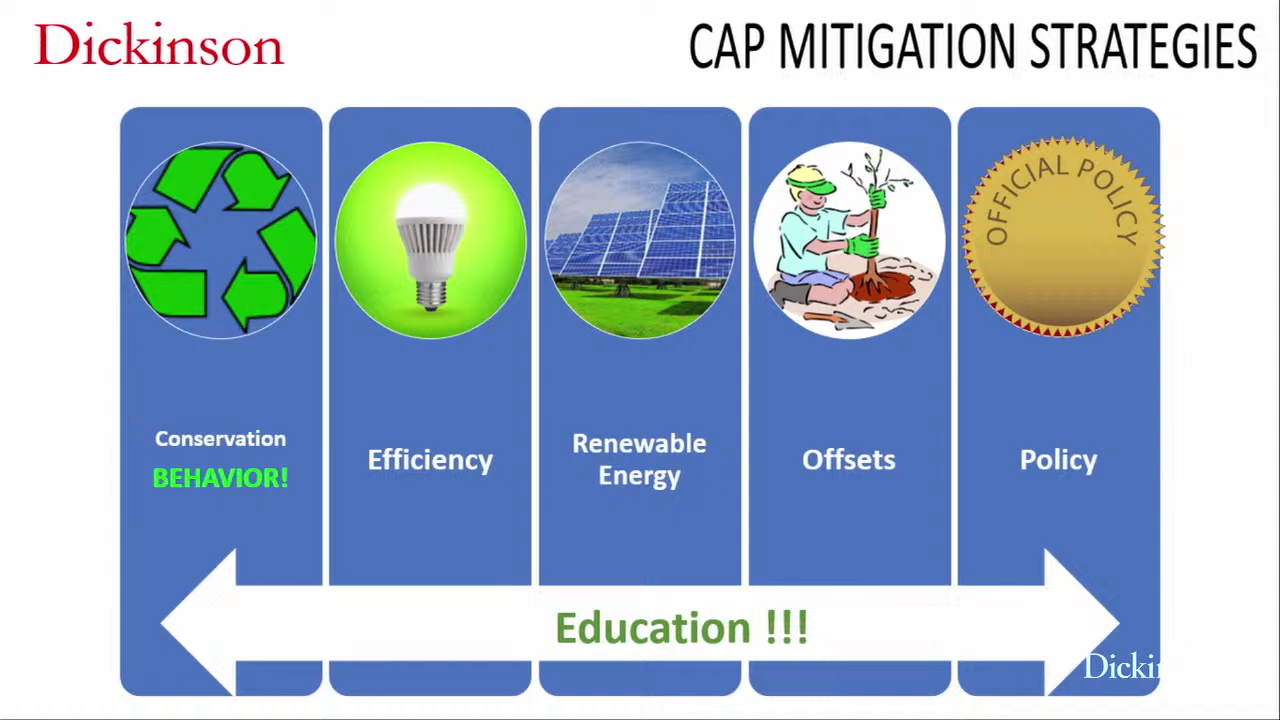 Dickinson
CAP MITIGATION STRATEGIES
OFFICIAL POLICY
Conservation
BEHAVIOR!
Efficiency
Renewable
Energy
Offsets
Policy
Education !!!